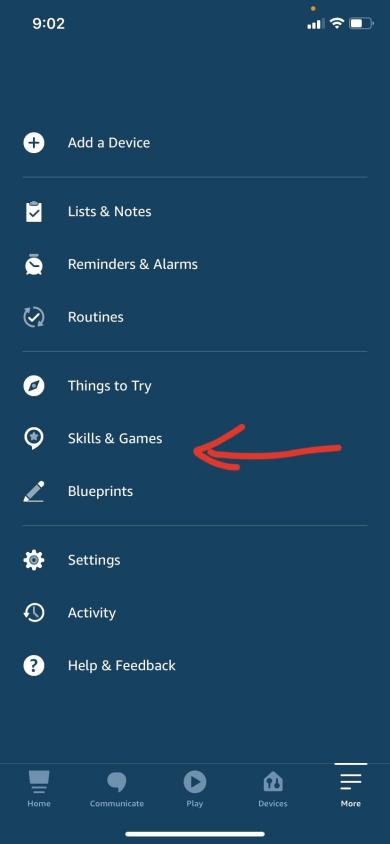 9:02
Add a Device
Lists & Notes
Reminders & Alarms
Routines
Things to Try
Skills & Games
Blueprints
Settings
Activity
Help & Feedback
Home Communicate Play Devices More